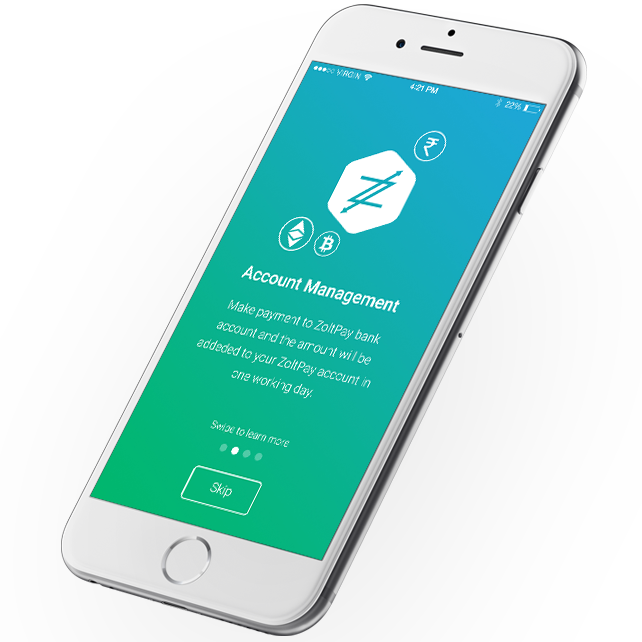 VIRGIN
4:21 PM
22%
Account Management
Make payment to ZoltPay bank
account and the amount will be
addeded to your ZoltPay account in
one working day.
Swipe to learn more
Skip